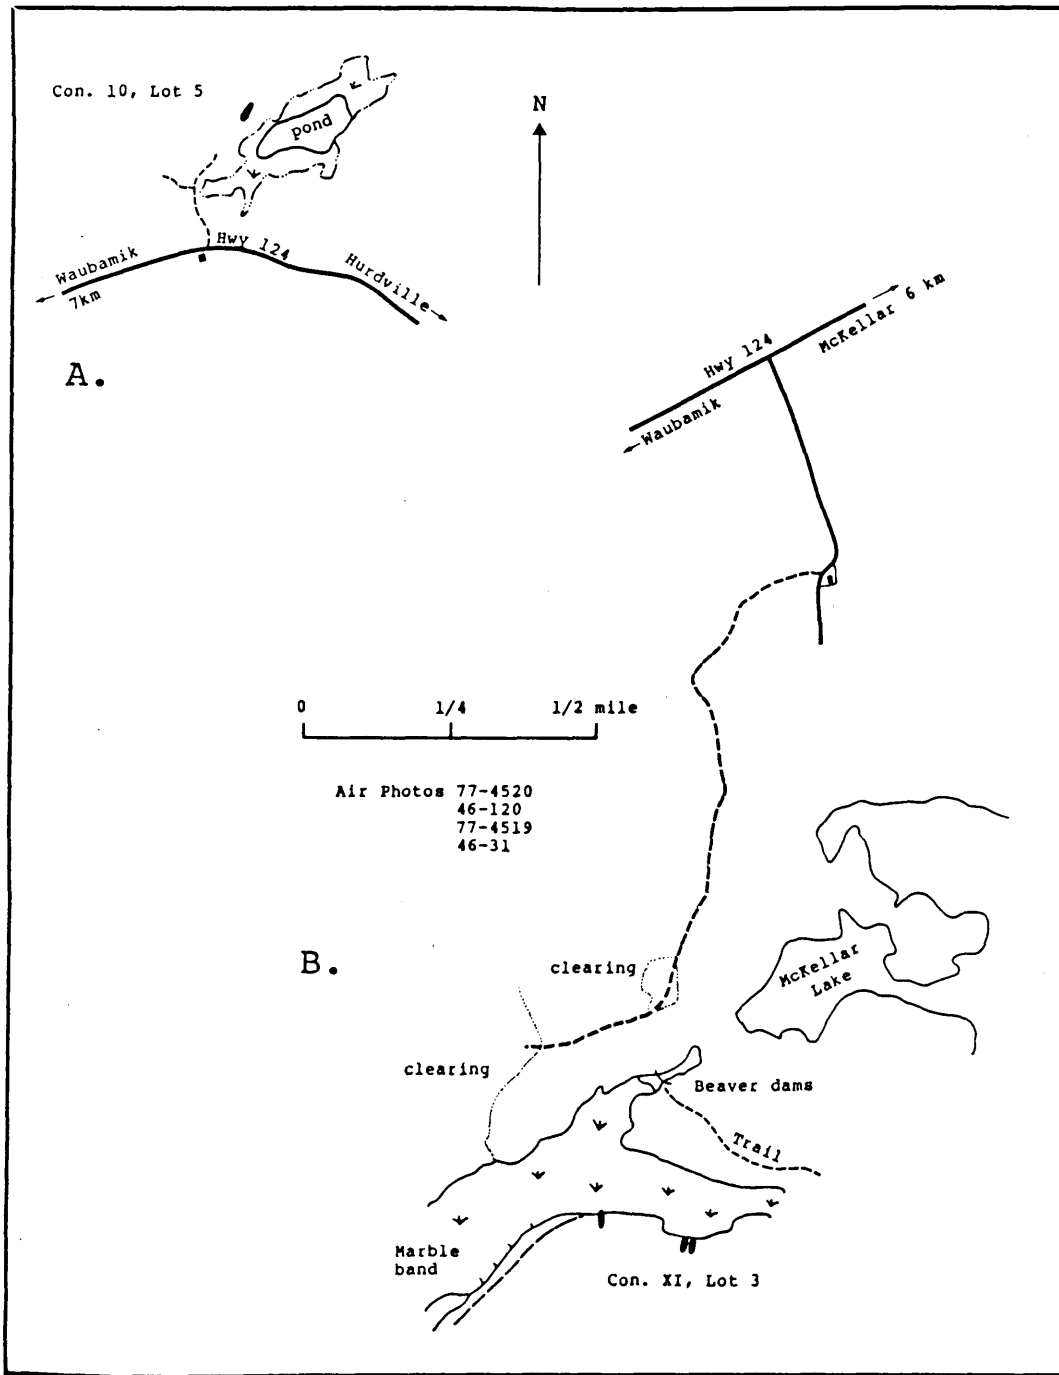 Con. 10, Lot 5
pond
N
Hwy 124
Waubamik
7km
Hurdville
A.
Hwy 124
McKellar 6 km
Waubamik
0 1/4 1/2 mile
Air Photos 77-4520
46-120
77-4519
46-31
B.
clearing
McKellar
Lake
clearing
Beaver dams
Trail
Marble
band
Con. XI, Lot 3